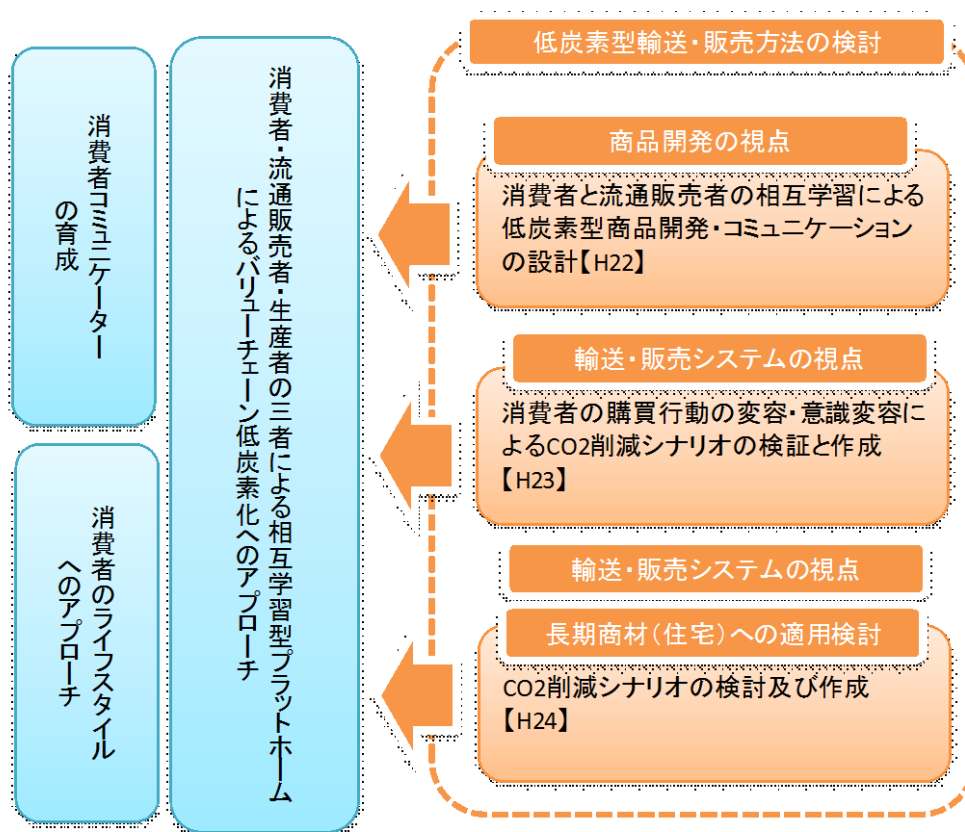 低炭素型輸送・販売方法の検討
商品開発の視点
消費者と流通販売者の相互学習による
低炭素型商品開発・コミュニケーション
の設計【H22】
輸送・販売システムの視点
消費者の購買行動の変容・意識変容に
よるCO2削減シナリオの検証と作成
【H23】
輸送・販売システムの視点
長期商材(住宅)への適用検討
CO2削減シナリオの検討及び作成
【H24】
消費者・流通販売者・生産者の三者による相互学習型プラットホーム
によるバリューチェーン低炭素化へのアプローチ
消費者コミュニケーター
の育成
消費者のライフスタイル
へのアプローチ